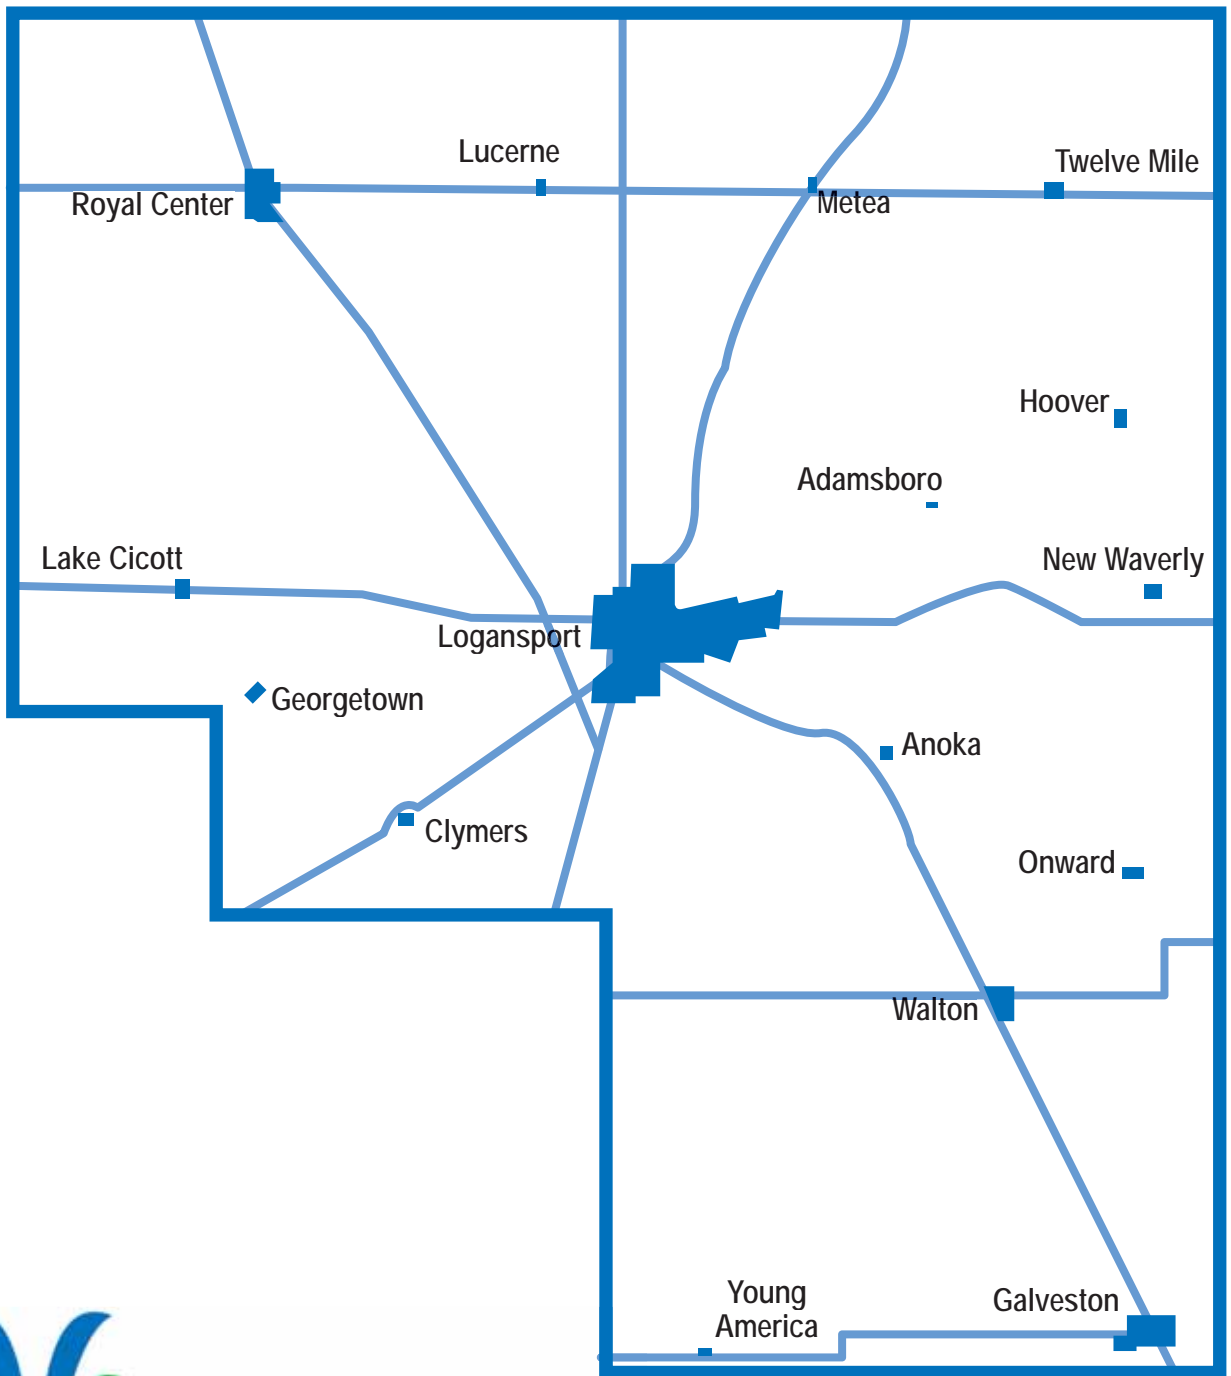 Lucerne
Twelve Mile
Royal Center
Metea
Hoover
Adamsboro
Lake Cicott
New Waverly
Logansport
Georgetown
Anoka
Clymers
Onward
Walton
Young
America
Galveston